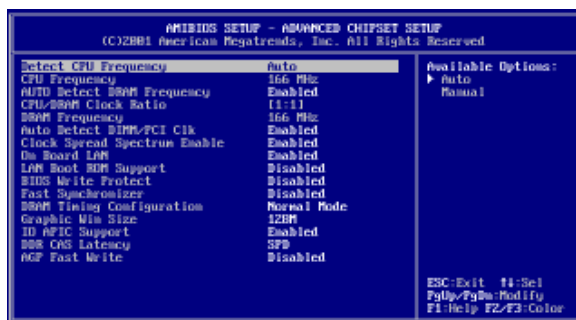 AMIBIOS SETUP - ADVANCED CHIPSET SETUP
(C)2001 American Megatrends, Inc. All Rights Reserved
Detect CPU Frequency Auto
CPU Frequency 166 MHz
AUTO Detect DRAM Frequency Enabled
CPU/DRAM Clock Ratio [1:1]
DRAM Frequency 166 MHz
Auto Detect DIMM/PCI Clk Enabled
Clock Spread Spectrum Enable Enabled
On Board LAN Enabled
LAN Boot ROM Support Disabled
BIOS Write Protect Disabled
Fast Synchronizer Disabled
DRAM Timing Configuration Normal Mode
Graphic Win Size 128M
IO APIC Support Enabled
DDR CAS Latency SPD
AGP Fast Write Disabled
Available Options:
▶ Auto
Manual
ESC:Exit ↑↓:Sel
PgUp/PgDn:Modify
F1:Help F2/F3:Color